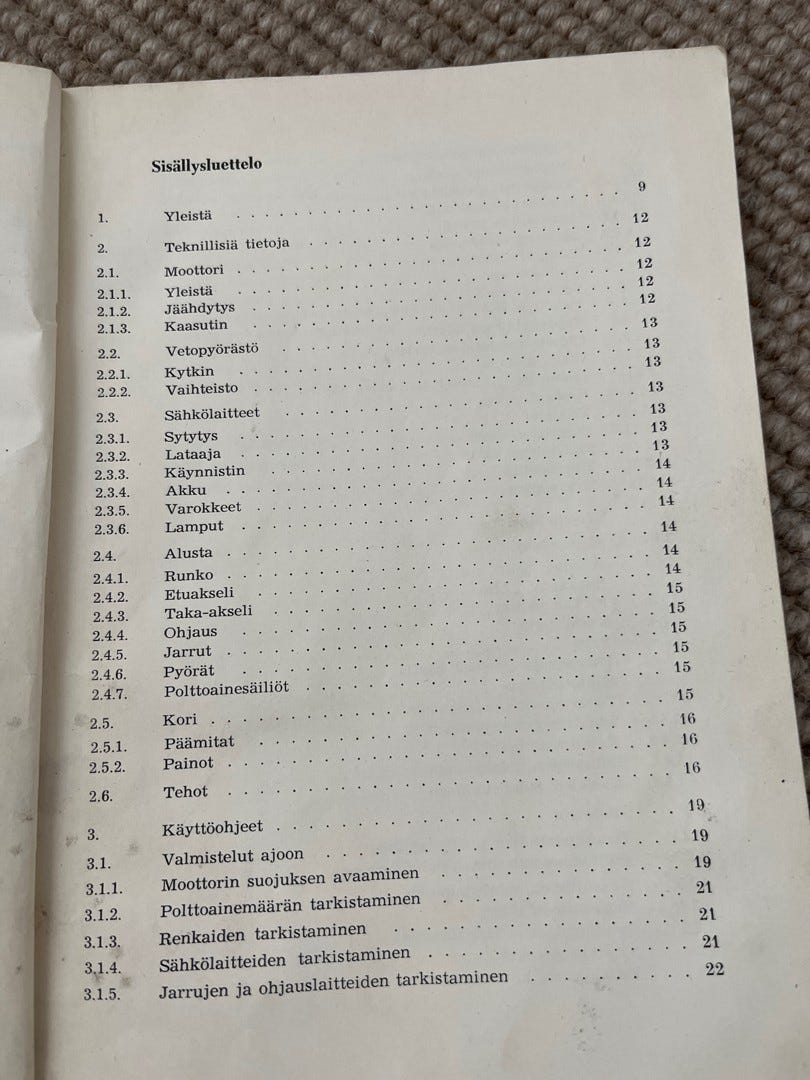 Sisällysluettelo
1. Yleistä . . . . . . . . . . 9
2. Teknillisiä tietoja . . . . . . . . . . 12
2.1. Moottori . . . . . . . . . . 12
2.1.1. Yleistä . . . . . . . . . . 12
2.1.2. Jäähdytys . . . . . . . . . . 12
2.1.3. Kaasutin . . . . . . . . . . 12
2.2. Vetopyörästö . . . . . . . . . . 13
2.2.1. Kytkin . . . . . . . . . . 13
2.2.2. Vaihteisto . . . . . . . . . . 13
2.3. Sähkölaitteet . . . . . . . . . . 13
2.3.1. Sytytys . . . . . . . . . . 13
2.3.2. Lataaja . . . . . . . . . . 13
2.3.3. Käynnistin . . . . . . . . . . 13
2.3.4. Akku . . . . . . . . . . 14
2.3.5. Varokkeet . . . . . . . . . . 14
2.3.6. Lamput . . . . . . . . . . 14
2.4. Alusta . . . . . . . . . . 14
2.4.1. Runko . . . . . . . . . . 14
2.4.2. Etuakseli . . . . . . . . . . 14
2.4.3. Taka-akseli . . . . . . . . . . 15
2.4.4. Ohjaus . . . . . . . . . . 15
2.4.5. Jarrut . . . . . . . . . . 15
2.4.6. Pyörät . . . . . . . . . . 15
2.4.7. Polttoainesäiliöt . . . . . . . . . . 15
2.5. Kori . . . . . . . . . . 15
2.5.1. Päämitat . . . . . . . . . . 16
2.5.2. Painot . . . . . . . . . . 16
2.6. Tehot . . . . . . . . . . 16
3. Käyttöohjeet . . . . . . . . . . 19
3.1. Valmistelut ajoon . . . . . . . . . . 19
3.1.1. Moottorin suojuksen avaaminen . . . . . . . . . . 19
3.1.2. Polttoainemäärän tarkistaminen . . . . . . . . . . 21
3.1.3. Renkaiden tarkistaminen . . . . . . . . . . 21
3.1.4. Sähkölaitteiden tarkistaminen . . . . . . . . . . 21
3.1.5. Jarrujen ja ohjauslaitteiden tarkistaminen . . . . . . . . . . 22